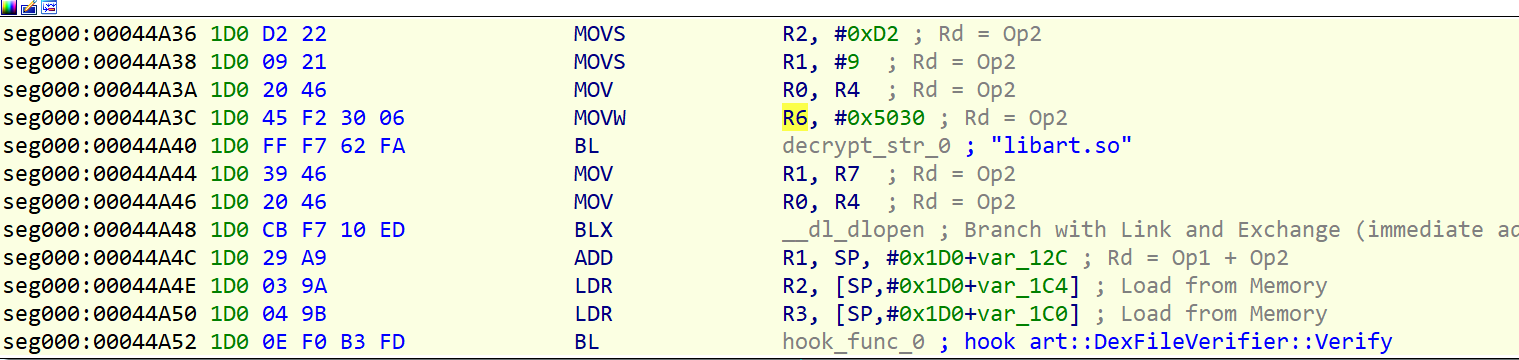 seg000:00044A36 1D0 D2 22 MOVS R2, #0xD2 ; Rd = Op2
seg000:00044A38 1D0 09 21 MOVS R1, #9 ; Rd = Op2
seg000:00044A3A 1D0 20 46 MOV R0, R4 ; Rd = Op2
seg000:00044A3C 1D0 45 F2 30 06 MOVW R6, #0x5030 ; Rd = Op2
seg000:00044A40 1D0 FF F7 62 FA BL decrypt_str_0 ; "libart.so"
seg000:00044A44 1D0 39 46 MOV R1, R7 ; Rd = Op2
seg000:00044A46 1D0 20 46 MOV R0, R4 ; Rd = Op2
seg000:00044A48 1D0 CB F7 10 ED BLX __dl_dlopen ; Branch with Link and Exchange (immediate ad
seg000:00044A4C 1D0 29 A9 ADD R1, SP, #0x1D0+var_12C ; Rd = Op1 + Op2
seg000:00044A4E 1D0 03 9A LDR R2, [SP,#0x1D0+var_1C4] ; Load from Memory
seg000:00044A50 1D0 04 9B LDR R3, [SP,#0x1D0+var_1C0] ; Load from Memory
seg000:00044A52 1D0 0E F0 B3 FD BL hook_func_0 ; hook art::DexFileVerifier::Verify